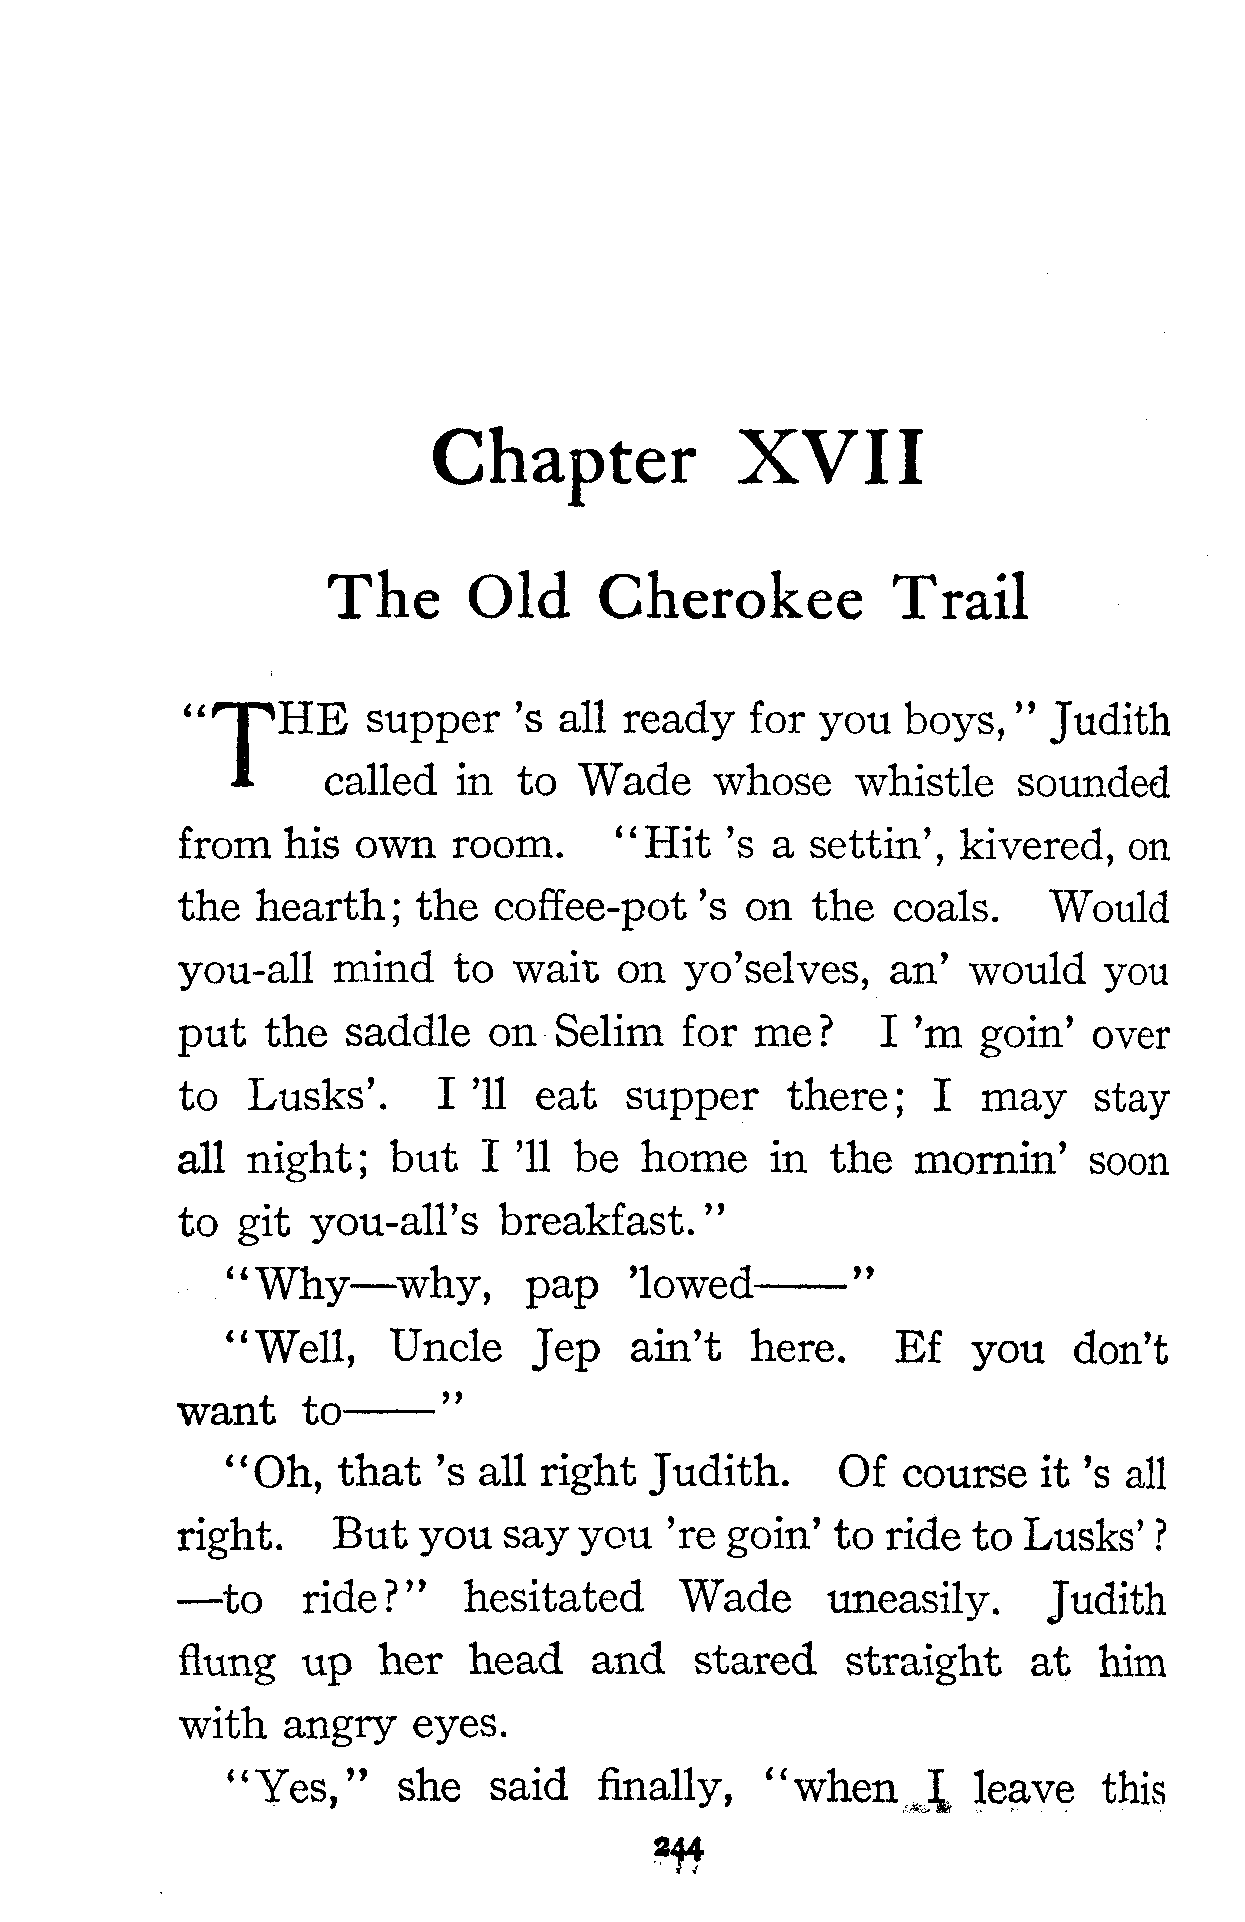 Chapter XVII
The Old Cherokee Trail
"THE supper 's all ready for you boys," Judith
called in to Wade whose whistle sounded
from his own room. "Hit 's a settin', kivered, on
the hearth; the coffee-pot 's on the coals. Would
you-all mind to wait on yo'selves, an' would you
put the saddle on Selim for me? I 'm goin' over
to Lusks'. I 'll eat supper there; I may stay
all night; but I 'll be home in the mornin' soon
to git you-all's breakfast."
"Why—why, pap 'lowed——"
"Well, Uncle Jep ain't here. Ef you don't
want to——"
"Oh, that 's all right Judith. Of course it 's all
right. But you say you 're goin' to ride to Lusks'?
—to ride?" hesitated Wade uneasily. Judith
flung up her head and stared straight at him
with angry eyes.
"Yes," she said finally, "when I leave this
244